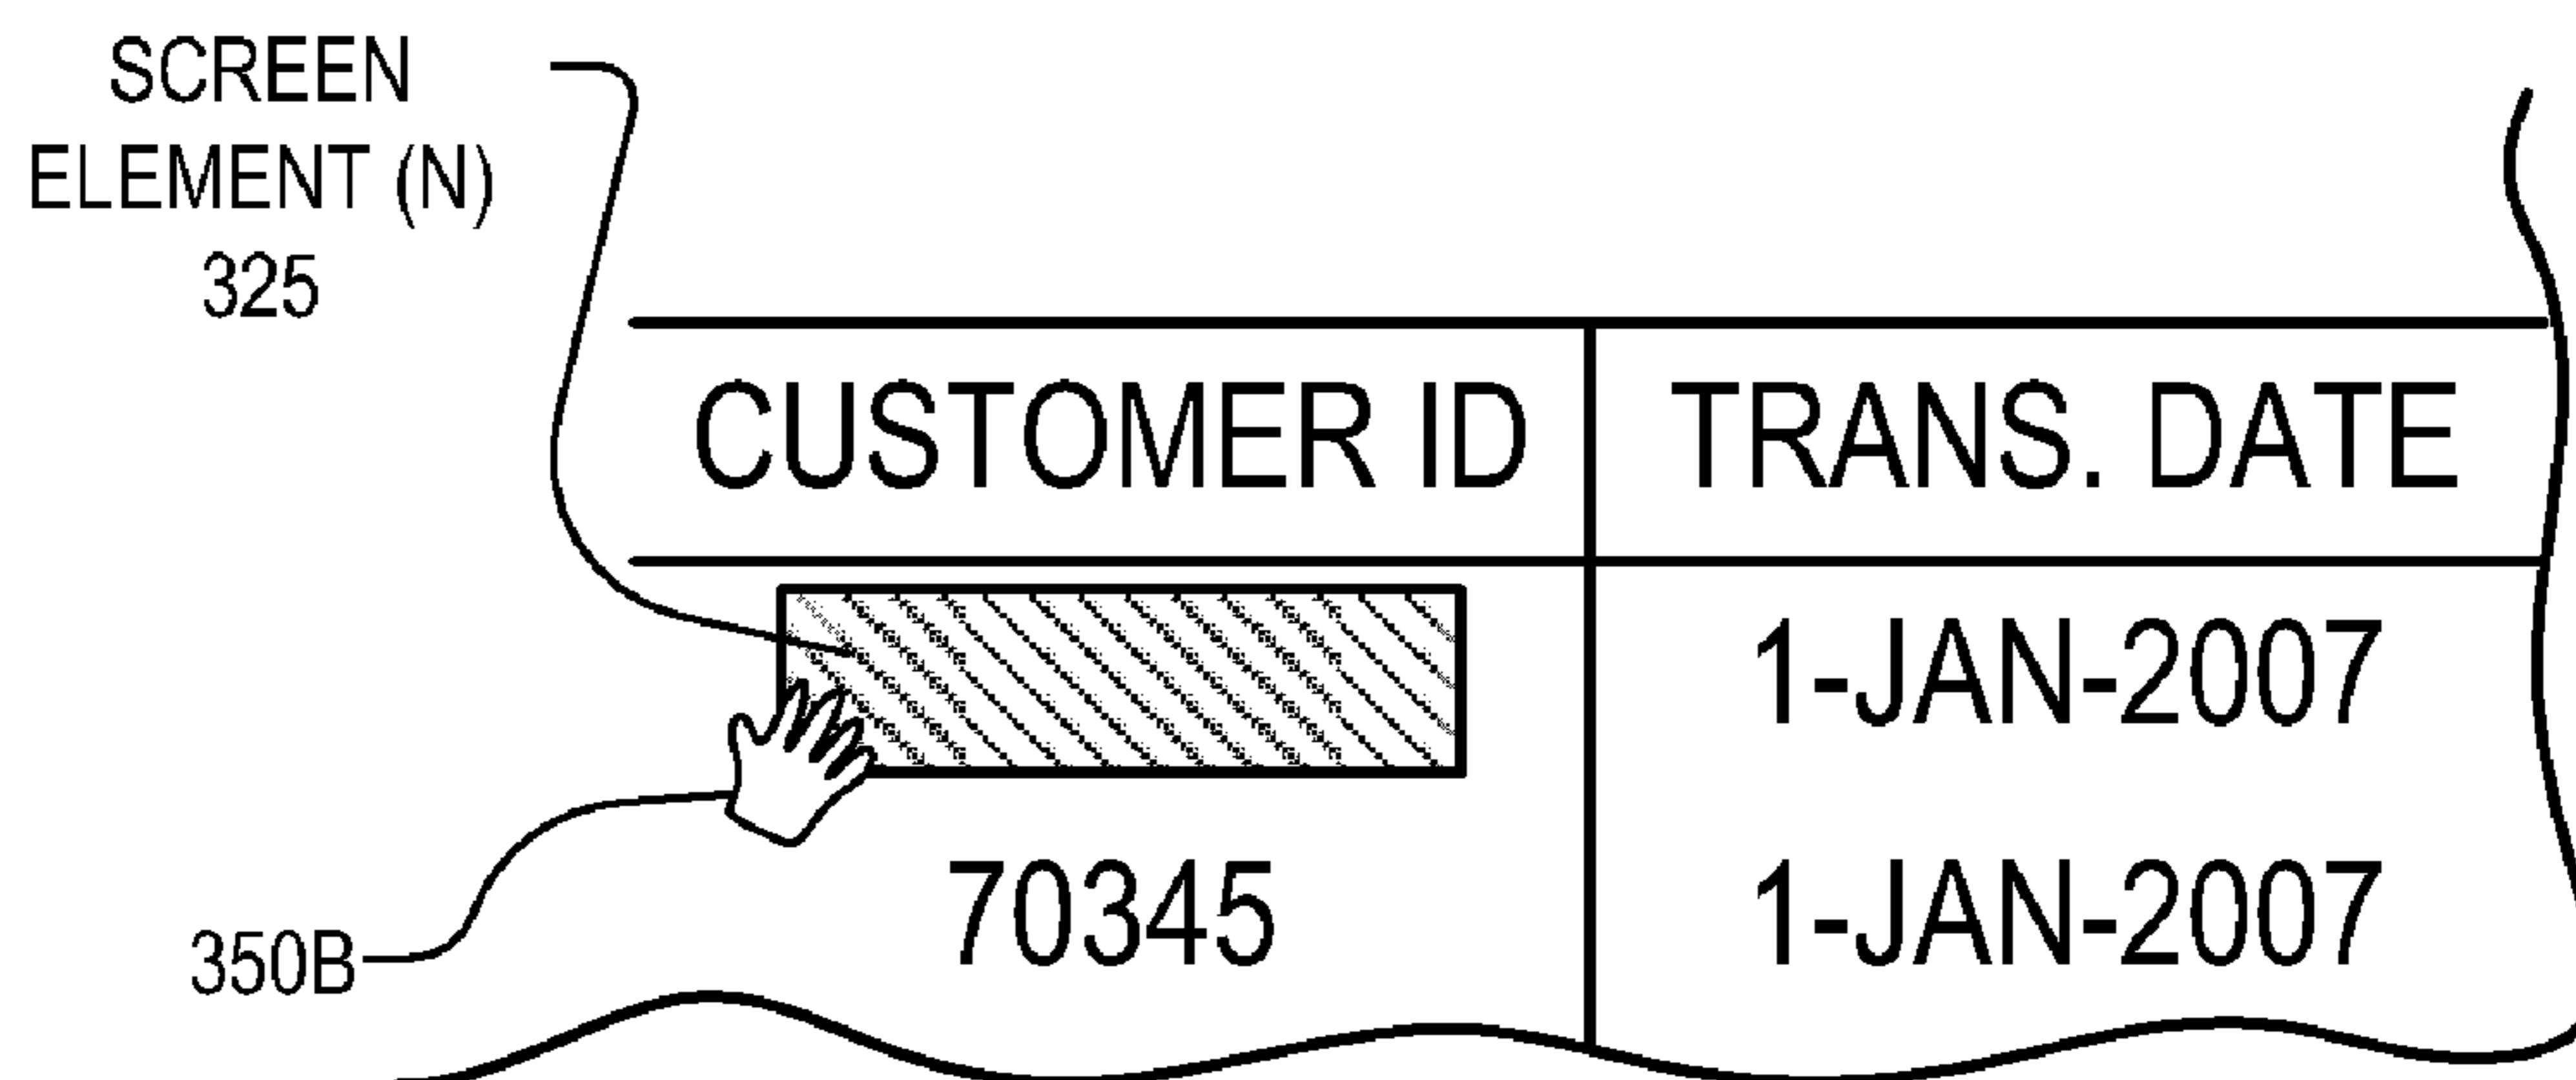 SCREEN
ELEMENT (N)
325
CUSTOMER ID TRANS. DATE
1-JAN-2007
70345 1-JAN-2007
350B